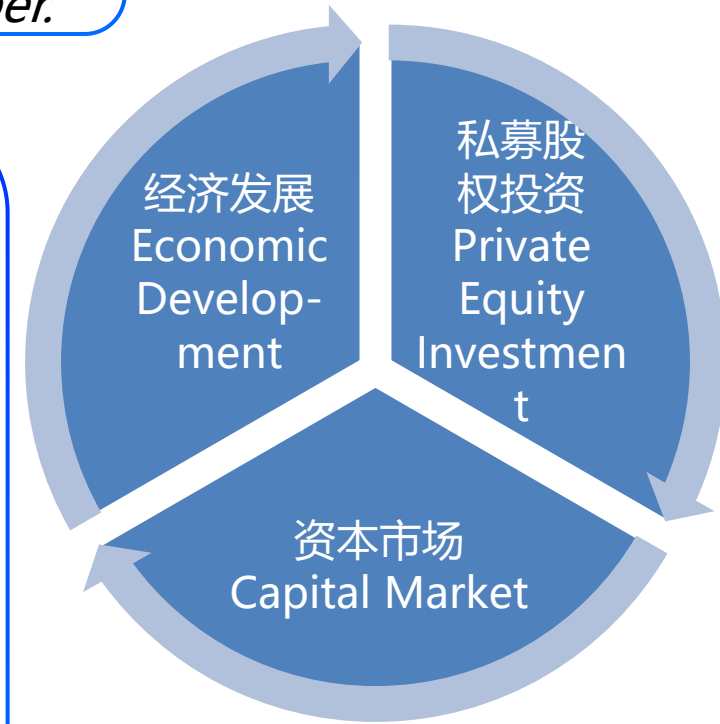 per.
经济发展
Economic
Develop-
ment
私募股
权投资
Private
Equity
Investmen
t
资本市场
Capital Market